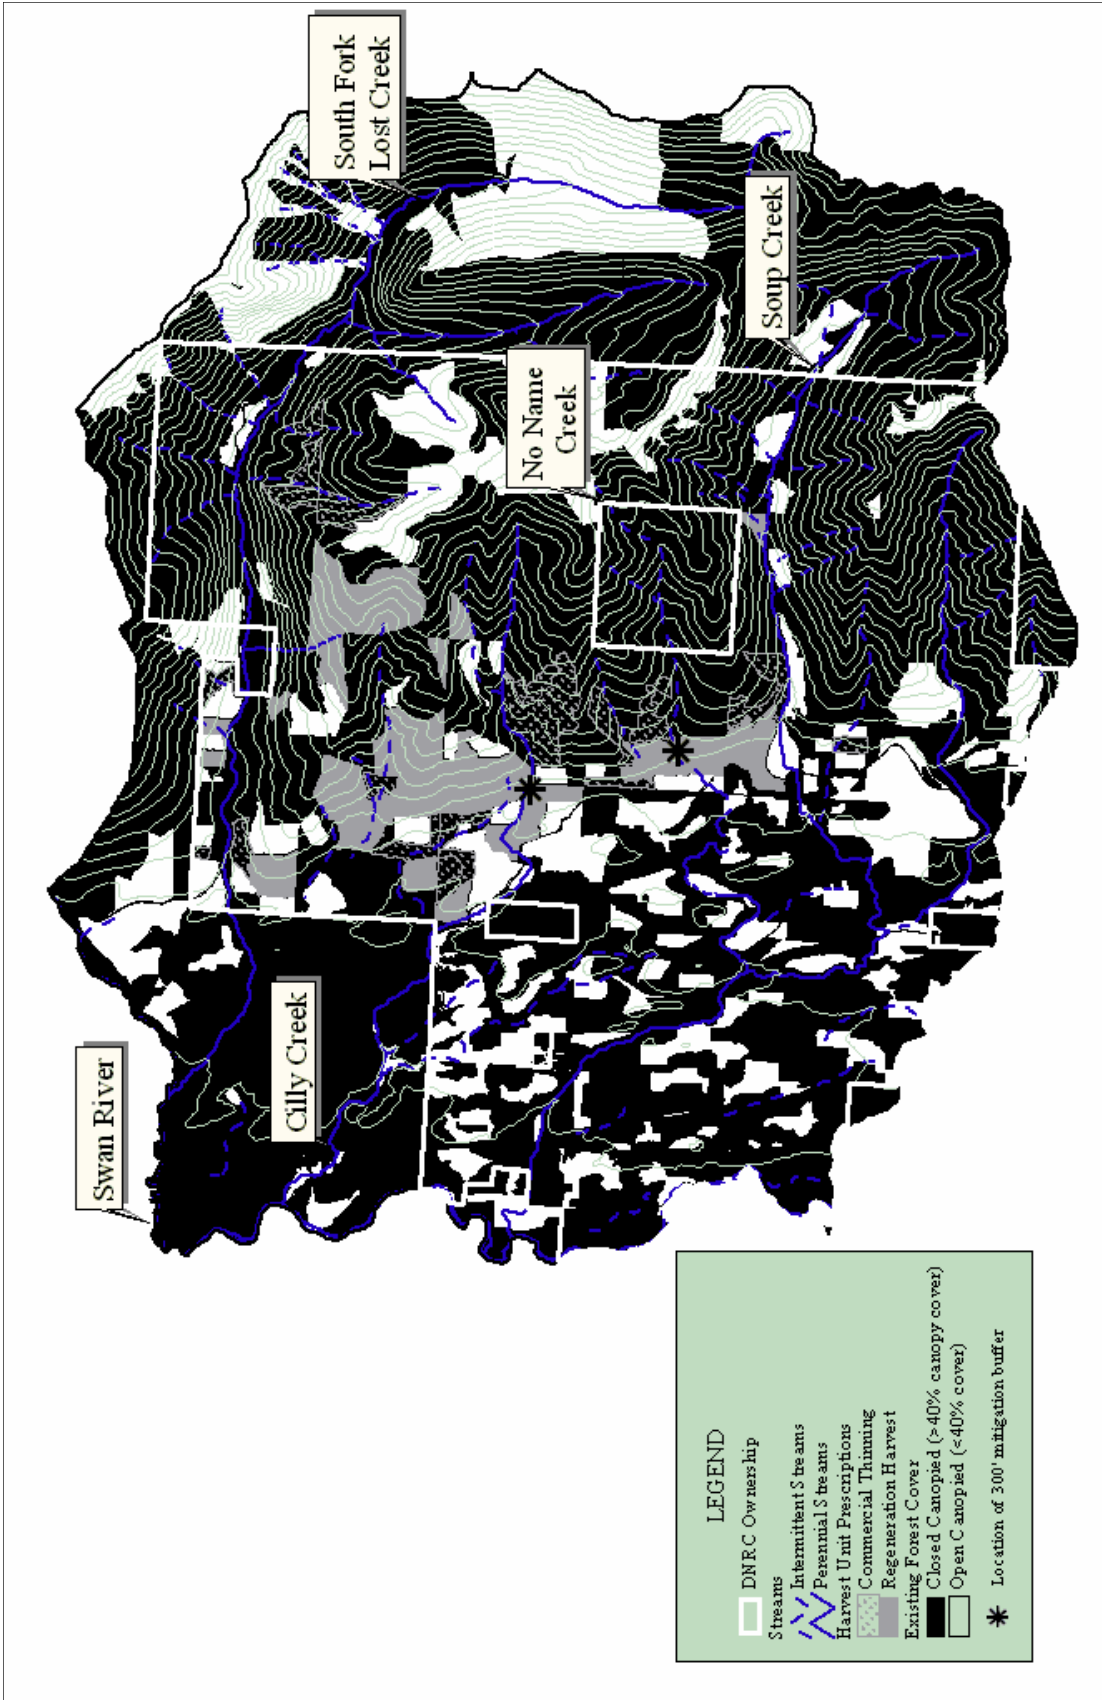 South Fork
Lost Creek
Soup Creek
No Name
Creek
Cilly Creek
Swan River
LEGEND
DNRC Ownership
Streams
Intermittent Streams
Perennial Streams
Harvest Unit Prescriptions
Commercial Thinning
Regeneration Harvest
Existing Forest Cover
Closed Canopied (>40% canopy cover)
Open Canopied (<40% cover)
Location of 300' mitigation buffer